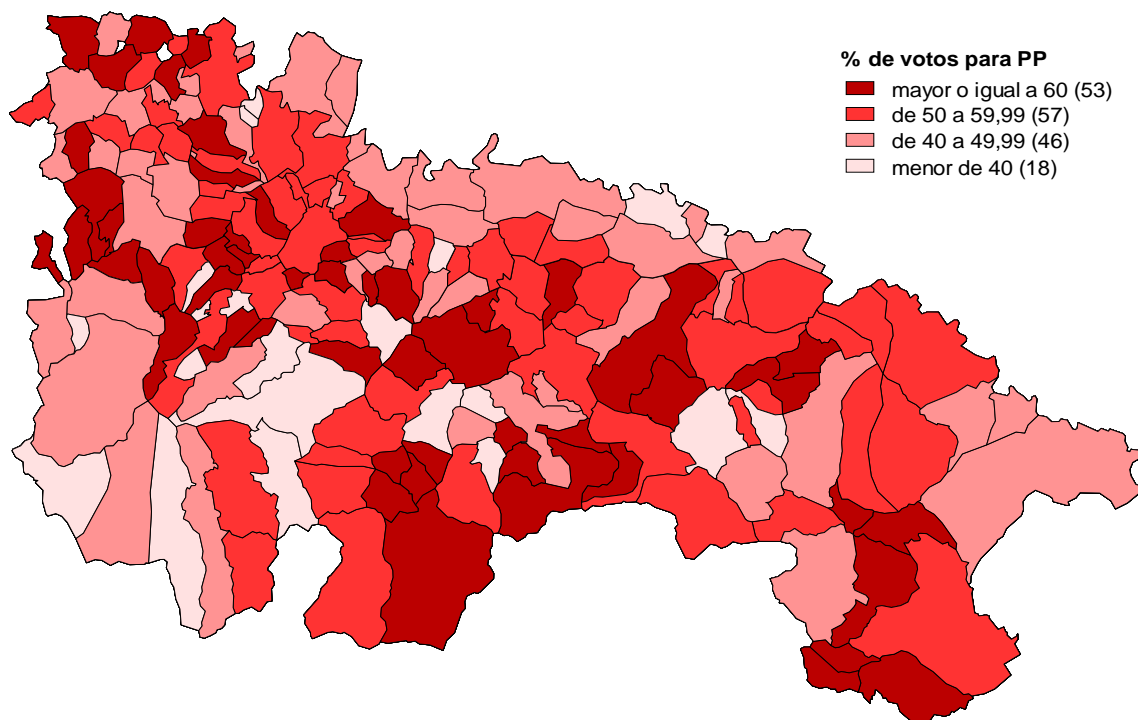 % de votos para PP
mayor o igual a 60 (53)
de 50 a 59,99 (57)
de 40 a 49,99 (46)
menor de 40 (18)